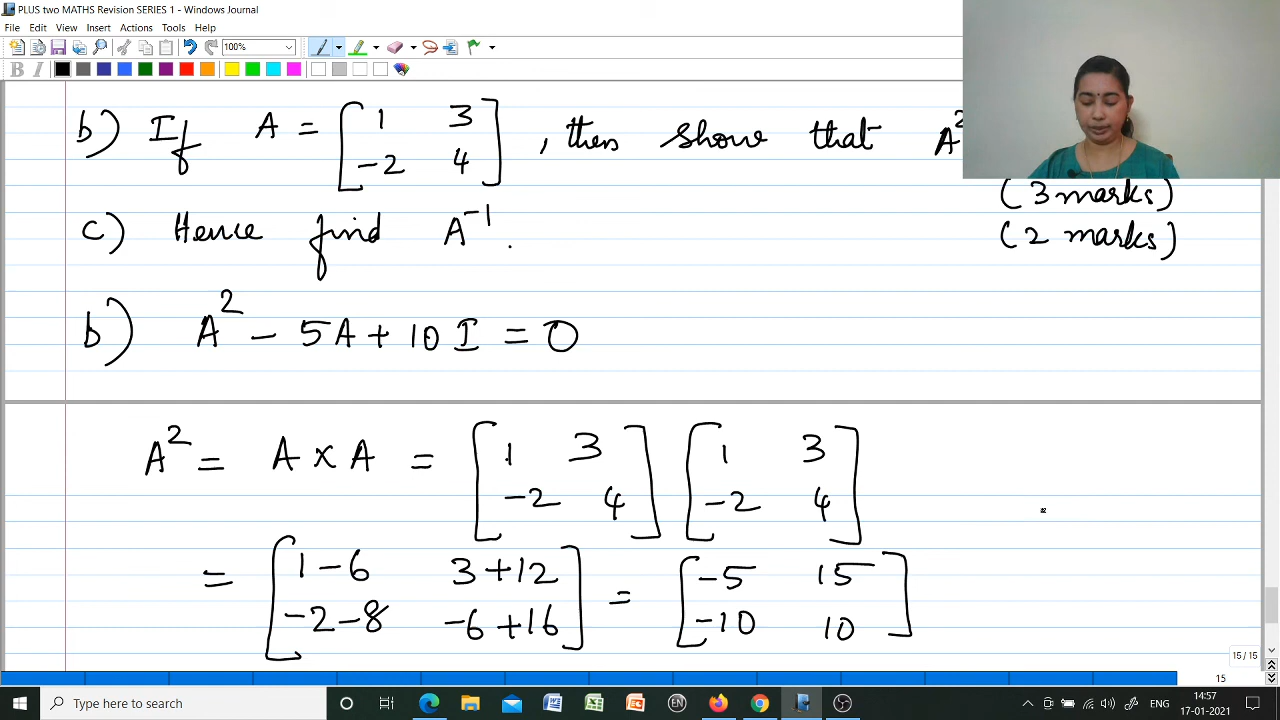 PLUS two MATHS Revision SERIES 1 - Windows Journal
File Edit View Insert Actions Tools Help
100%
B I
b) If A = [ 1 3 , then show that A²
-2 4 ]
(3 marks)
c) Hence find A⁻¹. (2 marks)
b) A² - 5A + 10 I = 0
A² = A × A = [ 1 3 ] [ 1 3 ]
[ -2 4 ] [ -2 4 ]
= [ 1-6 3+12 ] = [ -5 15 ]
[ -2-8 -6+16 ] [ -10 10 ]
15 / 15
15
Type here to search
EN
ENG
14:57
17-01-2021